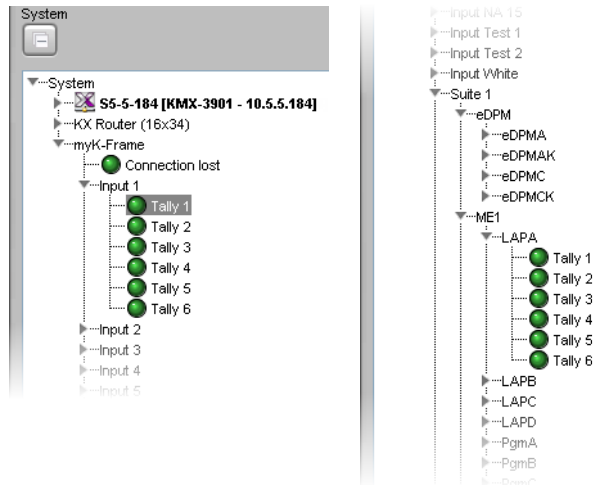 System
System
S5-5-184 [KMX-3901 - 10.5.5.184]
KX Router (16x34)
myK-Frame
Connection lost
Input 1
Tally 1
Tally 2
Tally 3
Tally 4
Tally 5
Tally 6
Input 2
Input 3
Input 4
Input 5
Input NA 15
Input Test 1
Input Test 2
Input White
Suite 1
eDPM
eDPMA
eDPMAK
eDPMC
eDPMCK
ME1
LAPA
Tally 1
Tally 2
Tally 3
Tally 4
Tally 5
Tally 6
LAPB
LAPC
LAPD
PgmA
PgmB
PgmC